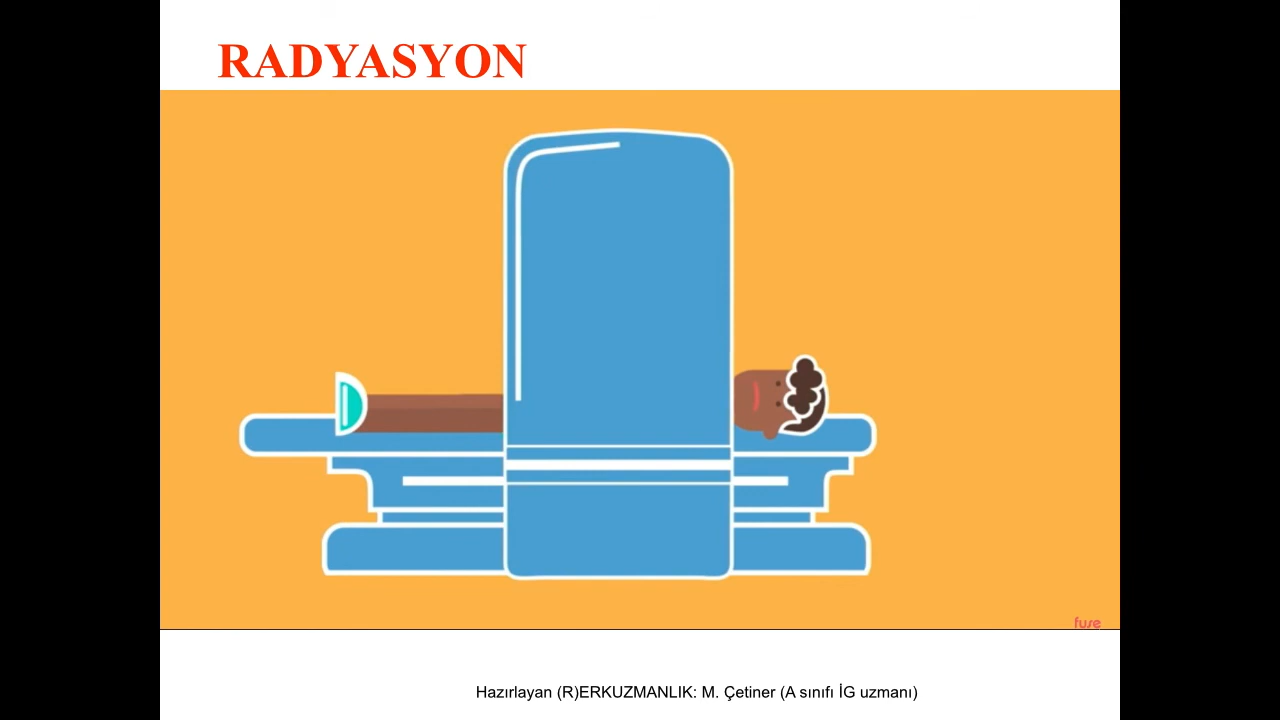 RADYASYON
fuse
Hazırlayan (R)ERKUZMANLIK: M. Çetiner (A sınıfı İG uzmanı)